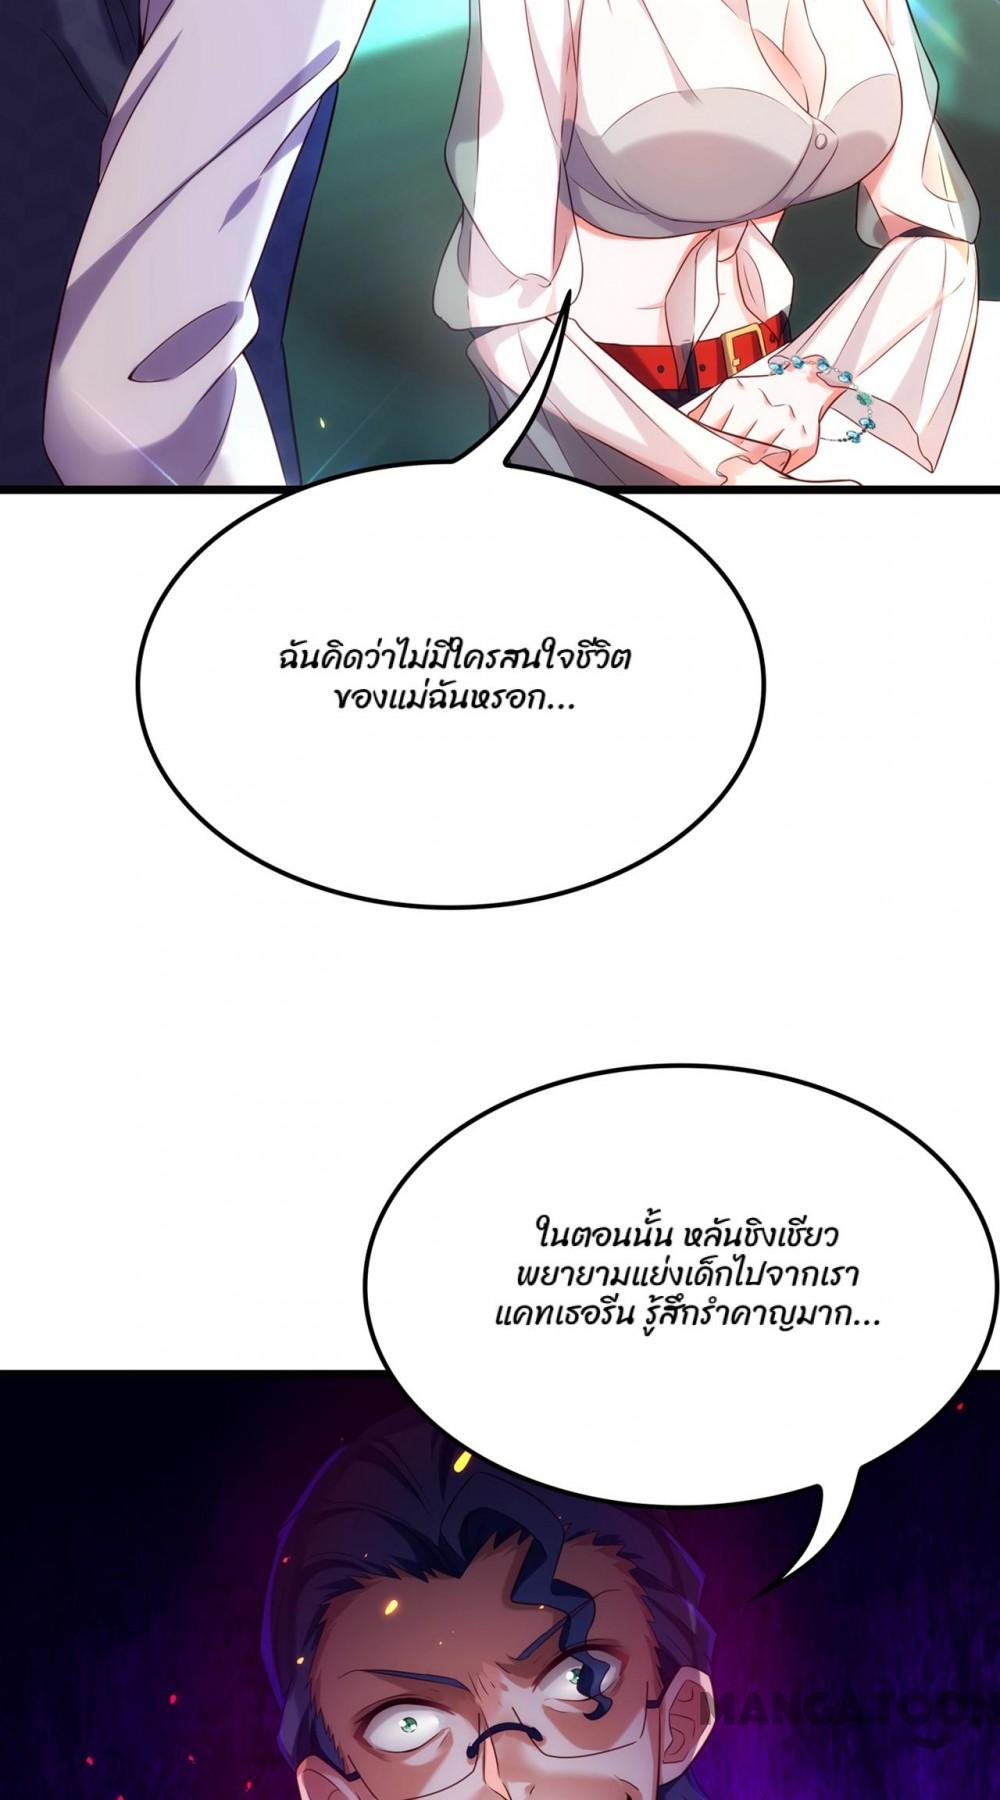 ฉันคิดว่าไม่มีใครสนใจชีวิต
ของแม่ฉันหรอก...
ในตอนนั้น หลันชิงเชียว
พยายามแย่งเด็กไปจากเรา
แคทเธอรีน รู้สึกรำคาญมาก...
MANGATOON